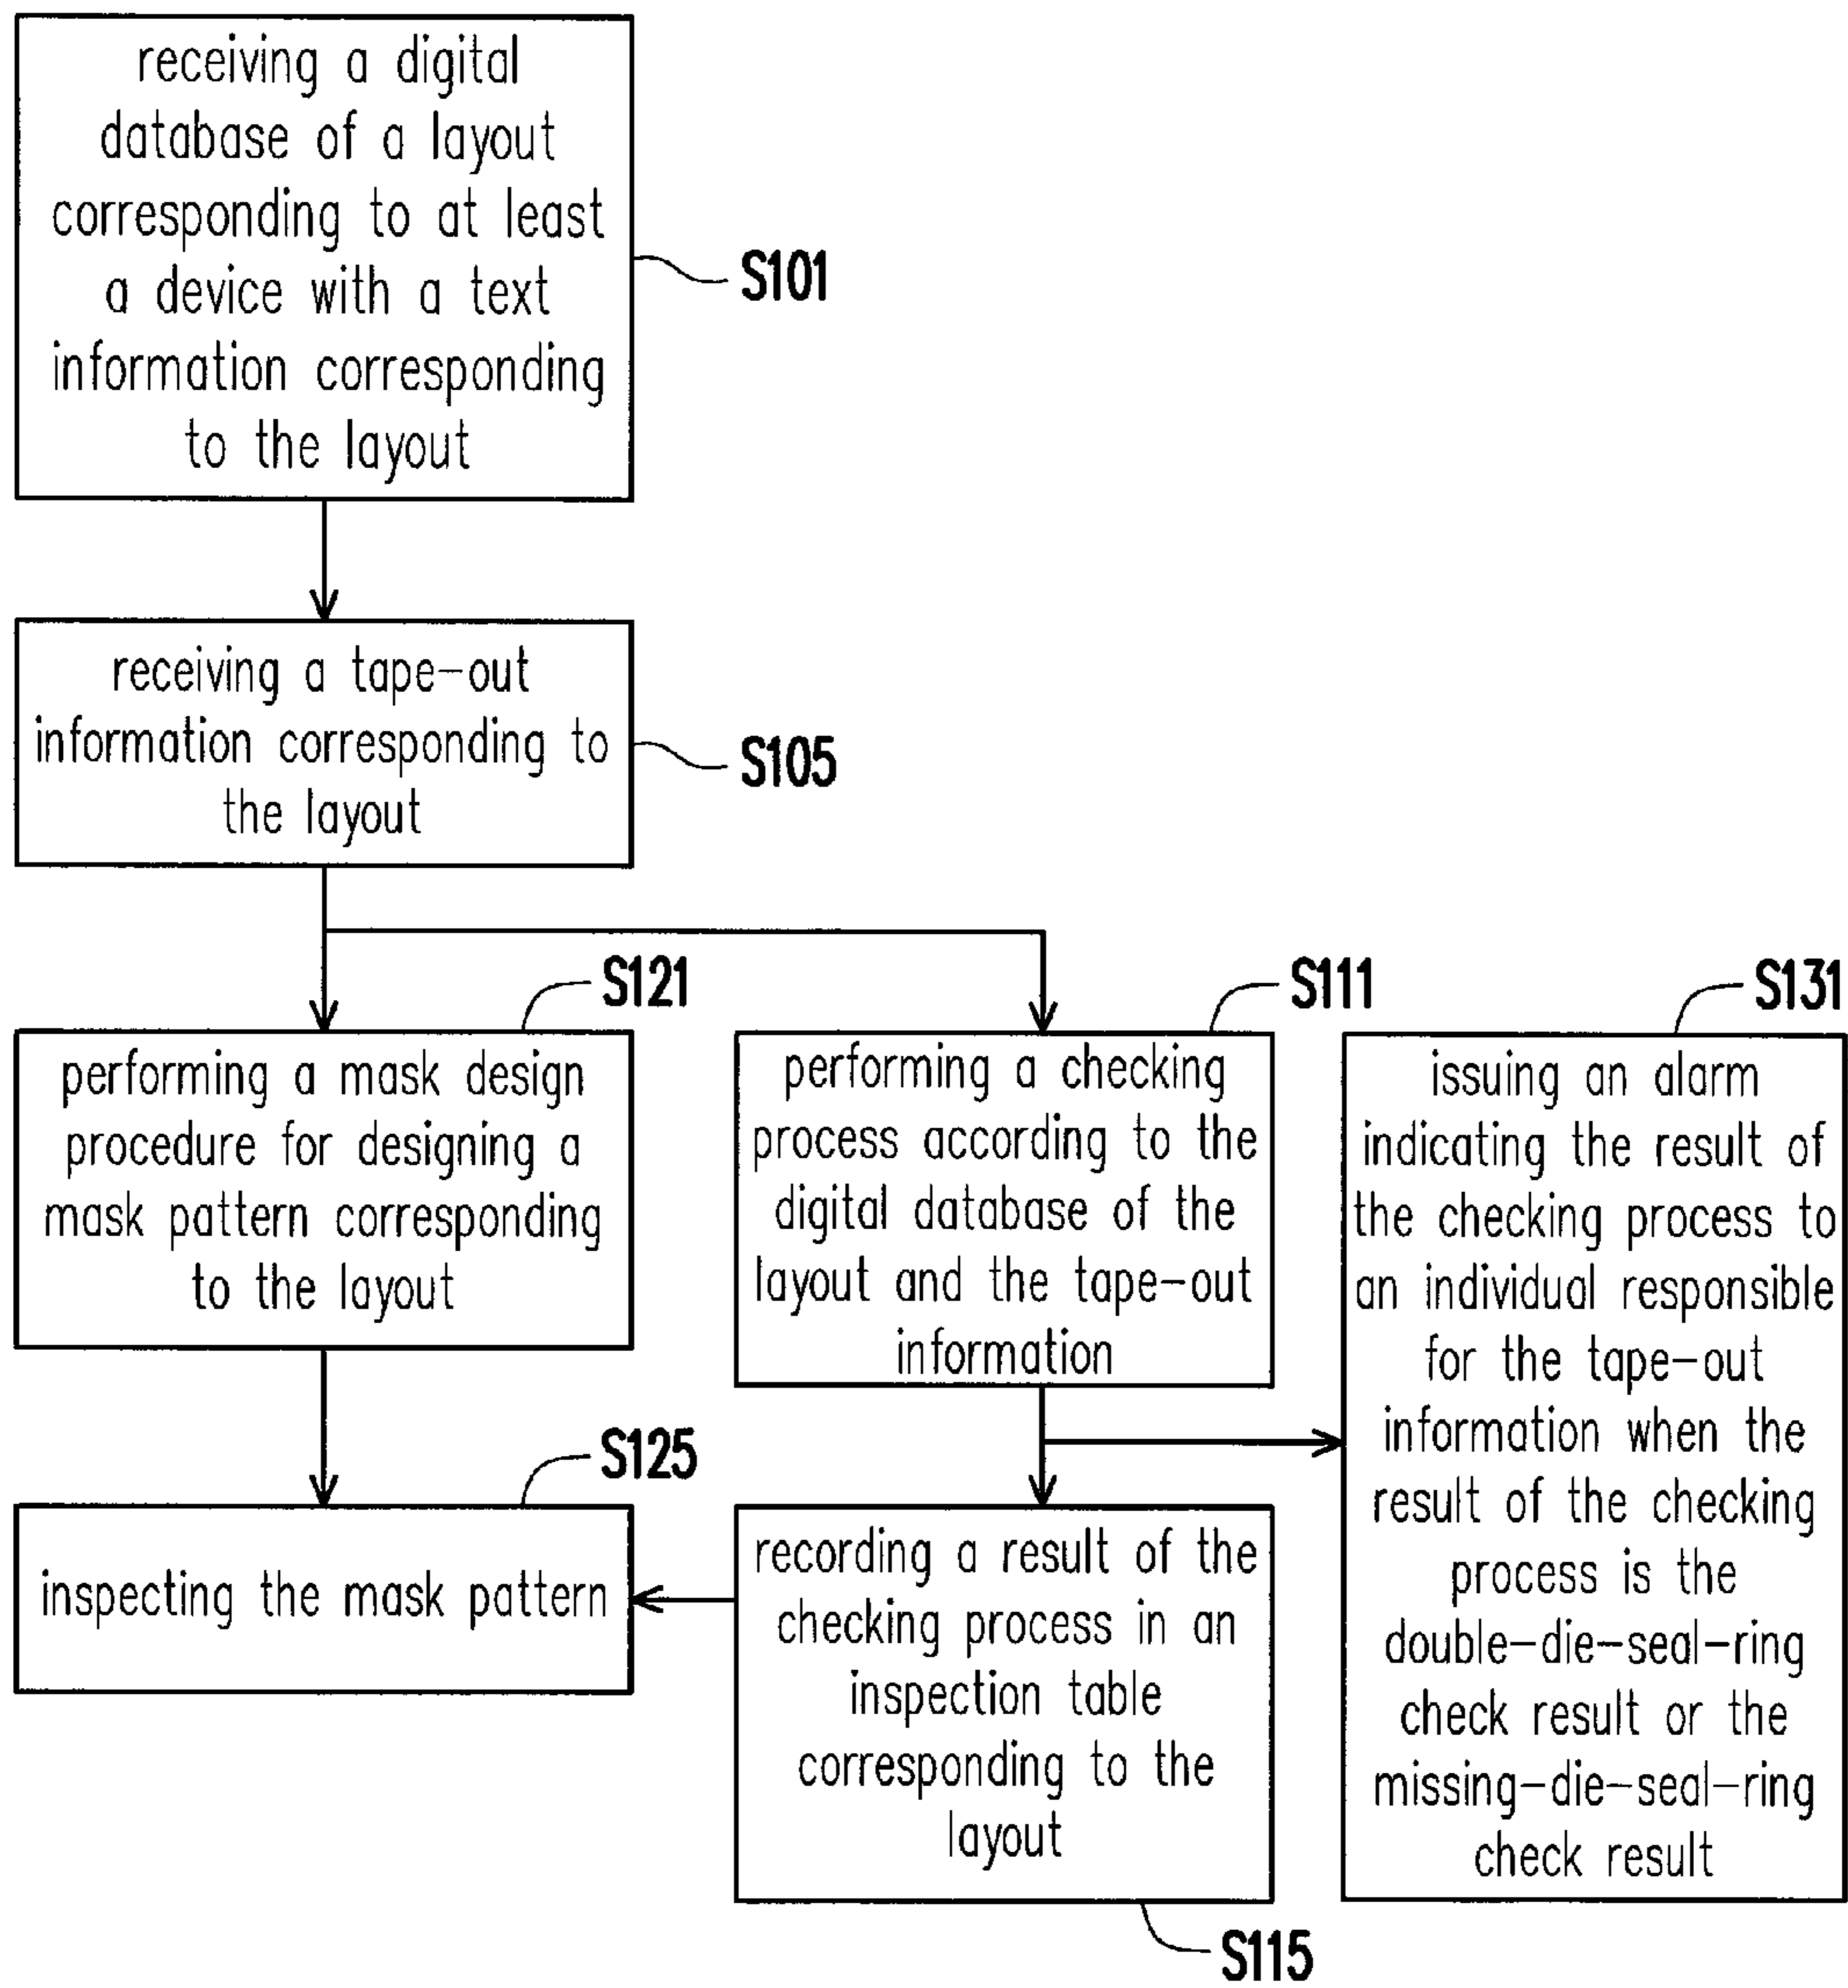 receiving a digital
database of a layout
corresponding to at least
a device with a text
information corresponding
to the layout
S101
receiving a tape-out
information corresponding to
the layout
S105
S121
performing a mask design
procedure for designing a
mask pattern corresponding
to the layout
S111
performing a checking
process according to the
digital database of the
layout and the tape-out
information
S131
issuing an alarm
indicating the result of
the checking process to
an individual responsible
for the tape-out
information when the
result of the checking
process is the
double-die-seal-ring
check result or the
missing-die-seal-ring
check result
S125
inspecting the mask pattern
recording a result of the
checking process in an
inspection table
corresponding to the
layout
S115